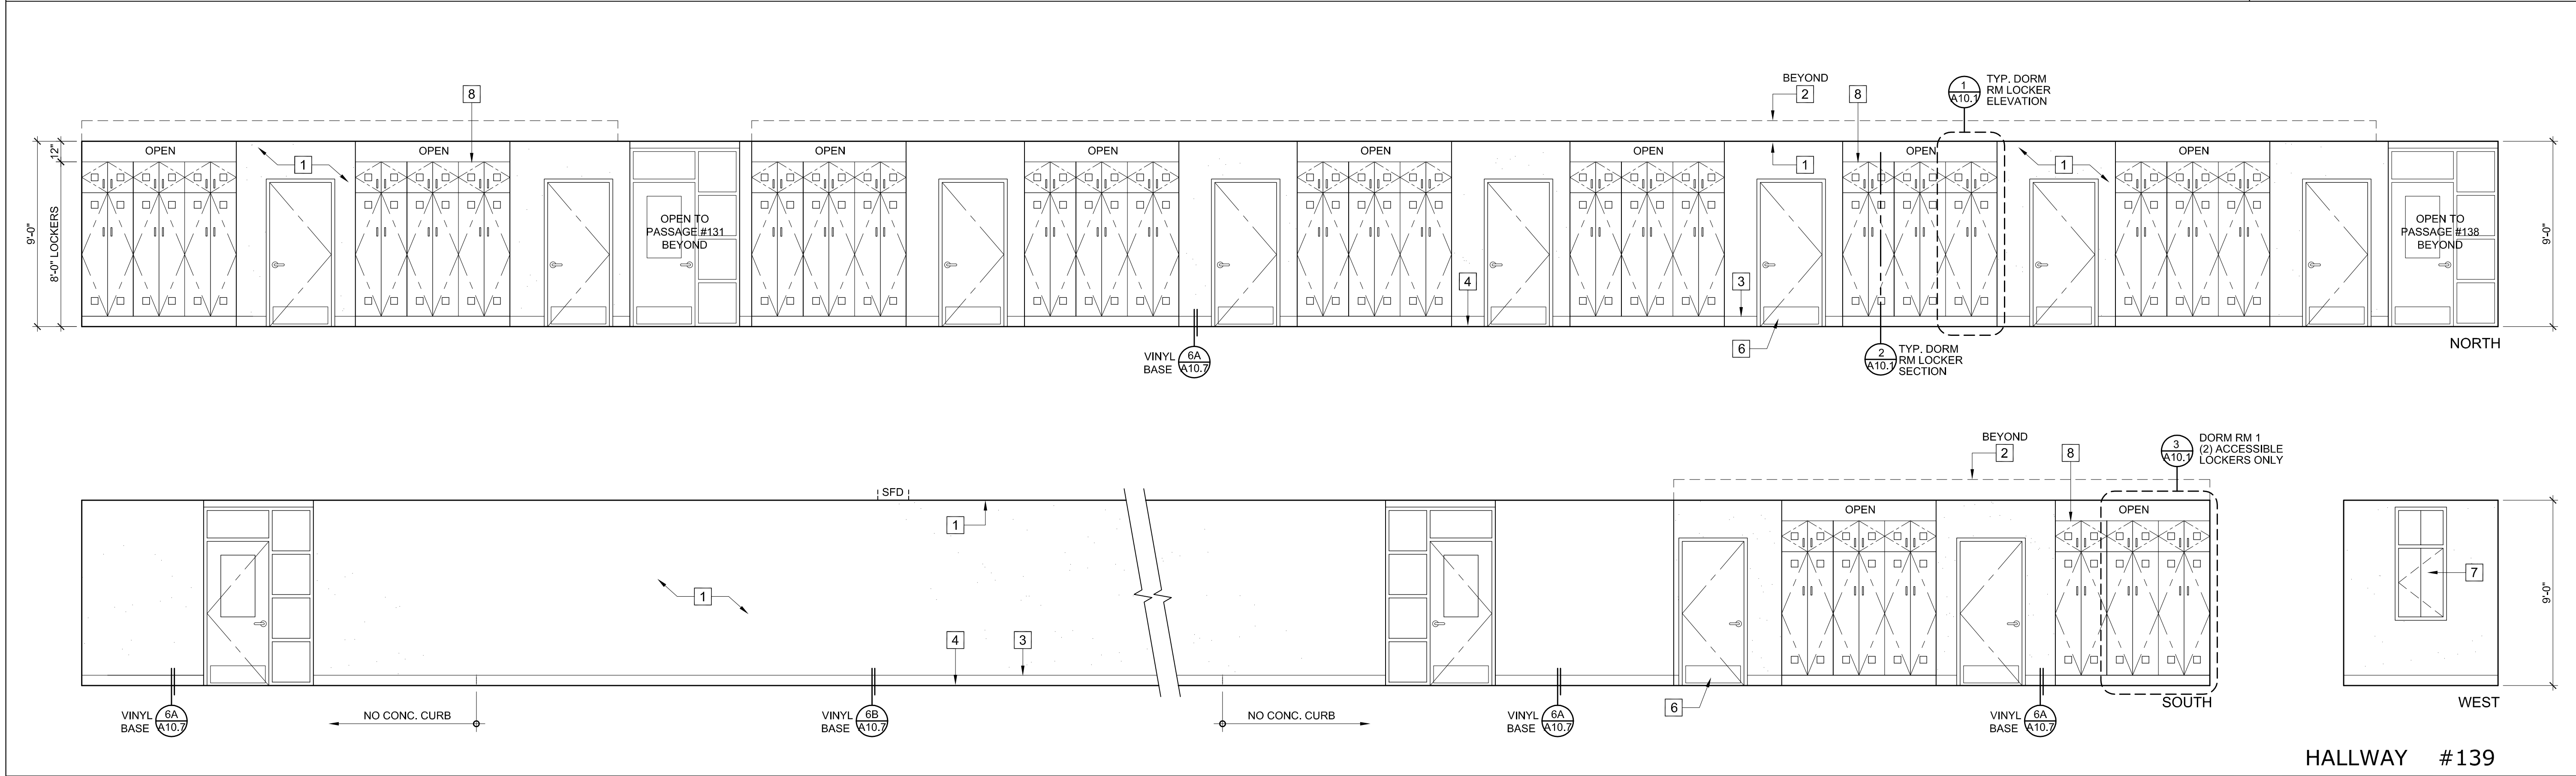 BEYOND
2
8
8
1
A10.1
TYP. DORM
RM LOCKER
ELEVATION
9'-0"
12"
8'-0" LOCKERS
OPEN
1
OPEN
OPEN TO
PASSAGE #131
BEYOND
OPEN
OPEN
OPEN
OPEN
1
OPEN
1
OPEN
OPEN TO
PASSAGE #138
BEYOND
9'-0"
4
3
6
VINYL
BASE
6A
A10.7
2
A10.1
TYP. DORM
RM LOCKER
SECTION
NORTH
SFD
1
1
4
3
BEYOND
2
8
3
A10.1
DORM RM 1
(2) ACCESSIBLE
LOCKERS ONLY
OPEN
OPEN
7
9'-0"
6
VINYL
BASE
6A
A10.7
NO CONC. CURB
VINYL
BASE
6B
A10.7
NO CONC. CURB
VINYL
BASE
6A
A10.7
VINYL
BASE
6A
A10.7
SOUTH
WEST
HALLWAY #139